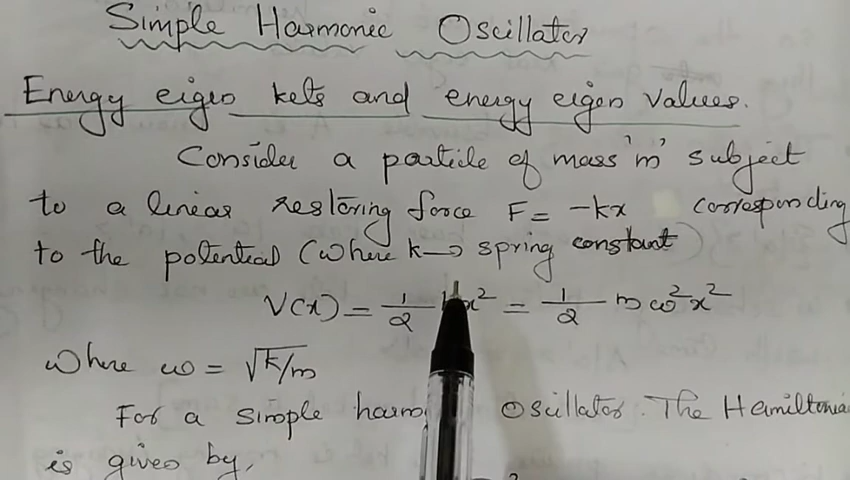 Simple Harmonic Oscillator
Energy eigen kets and energy eigen values.
Consider a particle of mass 'm' subject
to a linear restoring force F = -kx corresponding
to the potential (where k → spring constant)
V(x) = 1/2 x² = 1/2 mω²x²
where ω = √k/m
For a simple Oscillator. The Hamiltonia
is given by,